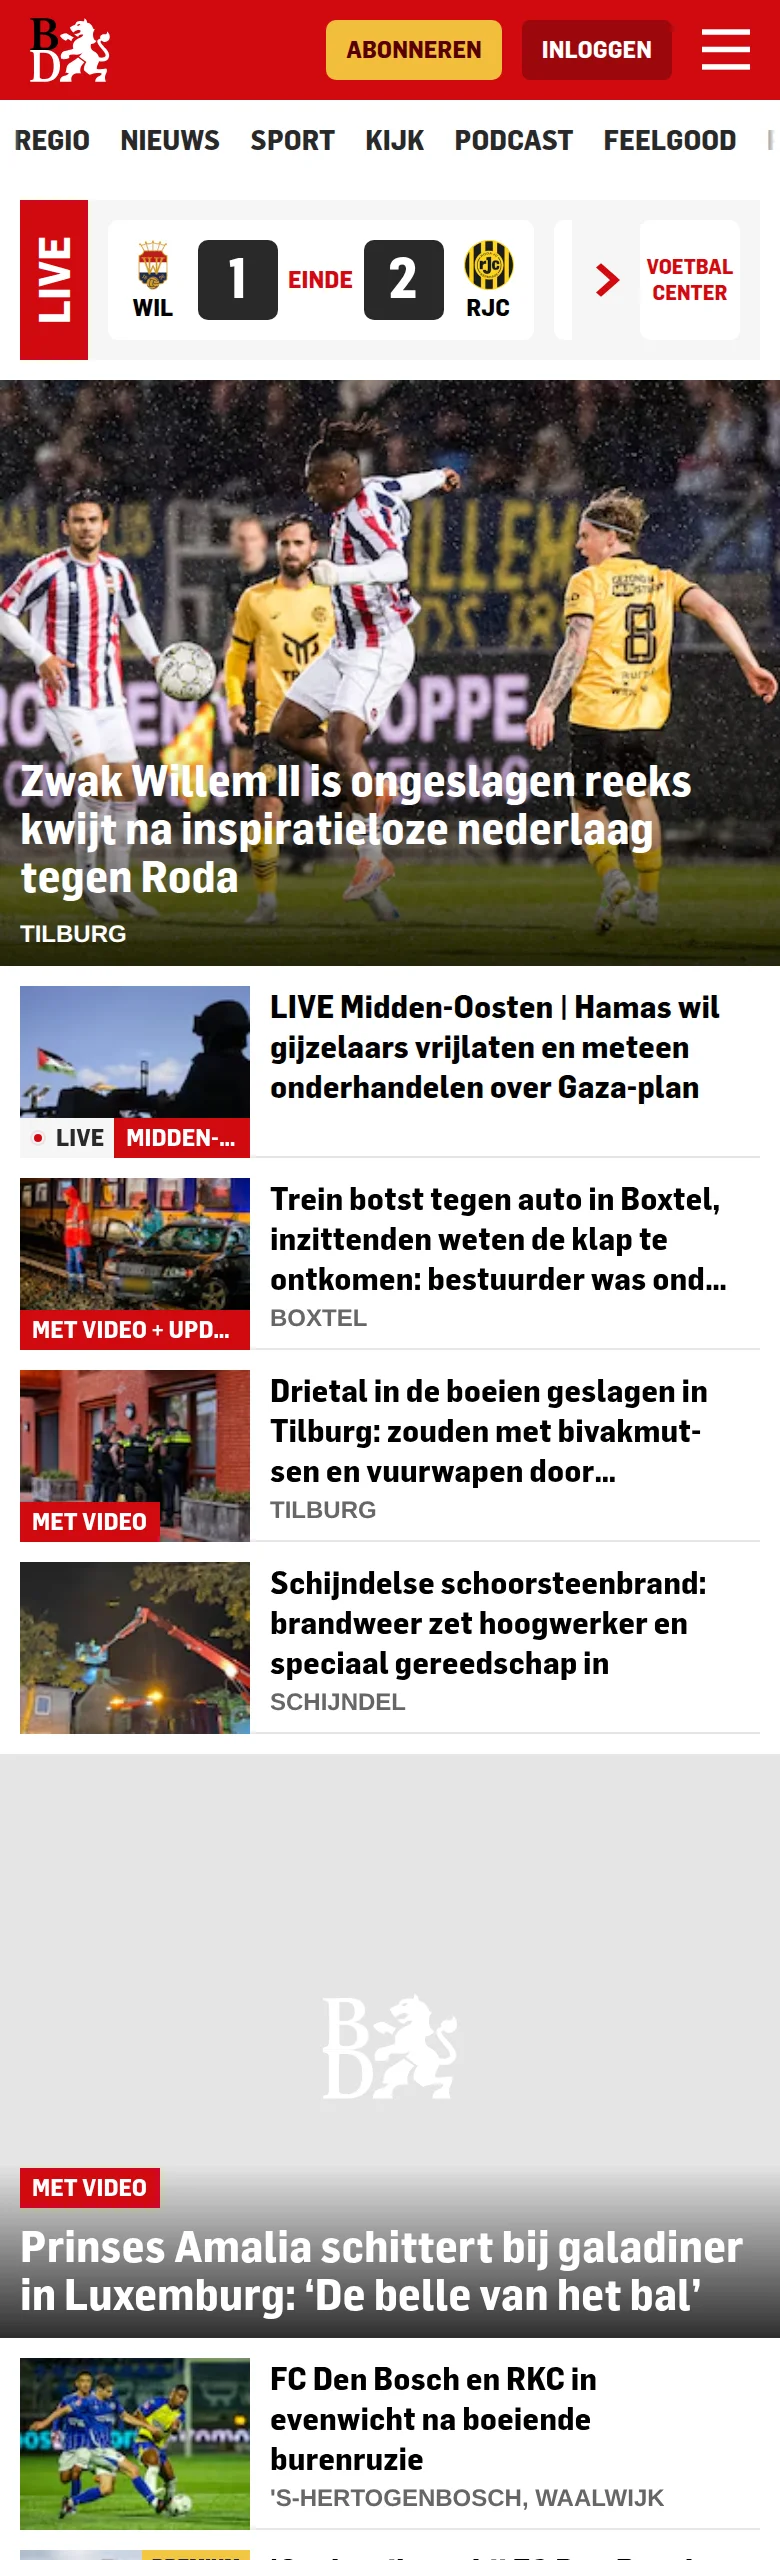 BD
ABONNEREN
INLOGGEN
REGIO NIEUWS SPORT KIJK PODCAST FEELGOOD
LIVE
WIL
1
EINDE
2
RJC
VOETBAL
CENTER
Zwak Willem II is ongeslagen reeks
kwijt na inspiratieloze nederlaag
tegen Roda
TILBURG
LIVE Midden-Oosten | Hamas wil
gijzelaars vrijlaten en meteen
onderhandelen over Gaza-plan
LIVE MIDDEN-...
Trein botst tegen auto in Boxtel,
inzittenden weten de klap te
ontkomen: bestuurder was ond...
BOXTEL
MET VIDEO + UPD...
Drietal in de boeien geslagen in
Tilburg: zouden met bivakmut-
sen en vuurwapen door...
TILBURG
MET VIDEO
Schijndelse schoorsteenbrand:
brandweer zet hoogwerker en
speciaal gereedschap in
SCHIJNDEL
BD
MET VIDEO
Prinses Amalia schittert bij galadiner
in Luxemburg: ‘De belle van het bal’
FC Den Bosch en RKC in
evenwicht na boeiende
burenruzie
'S-HERTOGENBOSCH, WAALWIJK